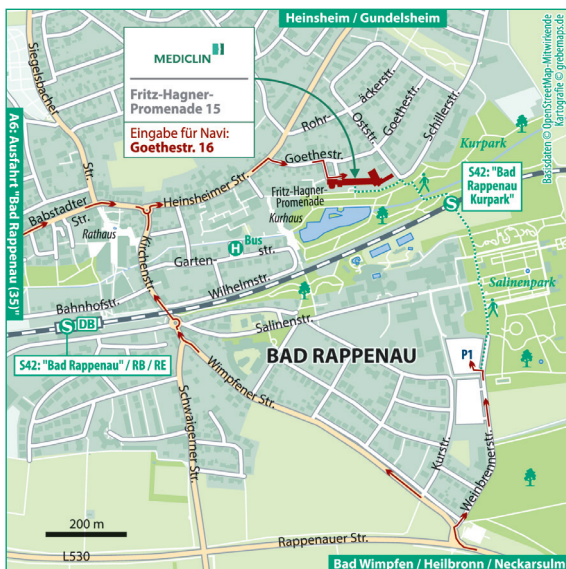 Heinsheim / Gundelsheim
MEDICLIN
Fritz-Hagner-
Promenade 15
Eingabe für Navi:
Goethestr. 16
A6: Ausfahrt "Bad Rappenau (35)"
Basisdaten © OpenStreetMap-Mitwirkende
Kartografie © grebemaps.de
Siegelsbacher
Str.
Rohr-
äckerstr.
Oststr.
Goethestr.
Schillerstr.
Kurpark
Goethestr.
Fritz-Hagner-
Promenade
Kurhaus
S42: "Bad
Rappenau
Kurpark"
S
Heinsheimer Str.
Babstadter
Str.
Rathaus
Kirchenstr.
H Bus
Garten-
str.
Wilhelmstr.
Salinenpark
Bahnhofstr.
S DB
S42: "Bad Rappenau" / RB / RE
Salinenstr.
BAD RAPPENAU
P1
Wimpfener Str.
Schwaigerner Str.
Kurstr.
Weinbrennerstr.
200 m
Rappenauer Str.
L530
Bad Wimpfen / Heilbronn / Neckarsulm